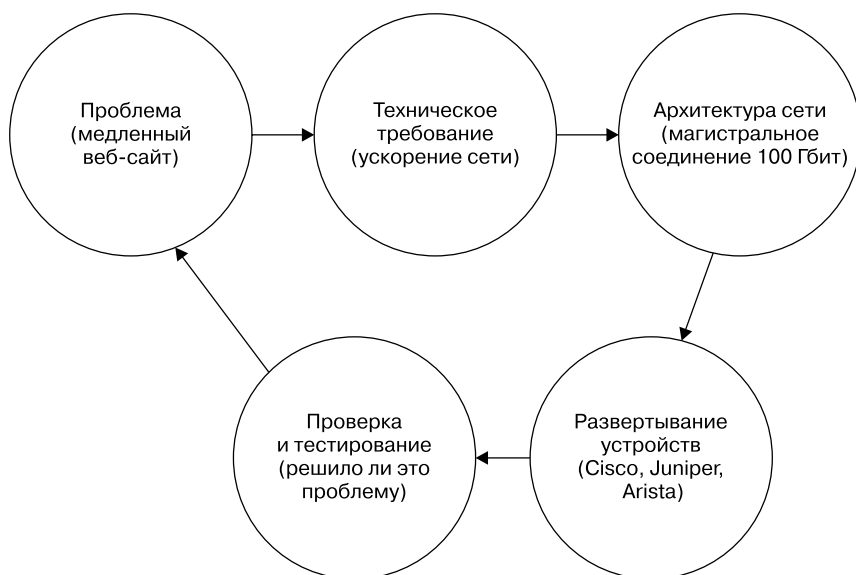 Проблема
(медленный
веб-сайт)
Техническое
требование
(ускорение сети)
Архитектура сети
(магистральное
соединение 100 Гбит)
Развертывание
устройств
(Cisco, Juniper,
Arista)
Проверка
и тестирование
(решило ли это
проблему)